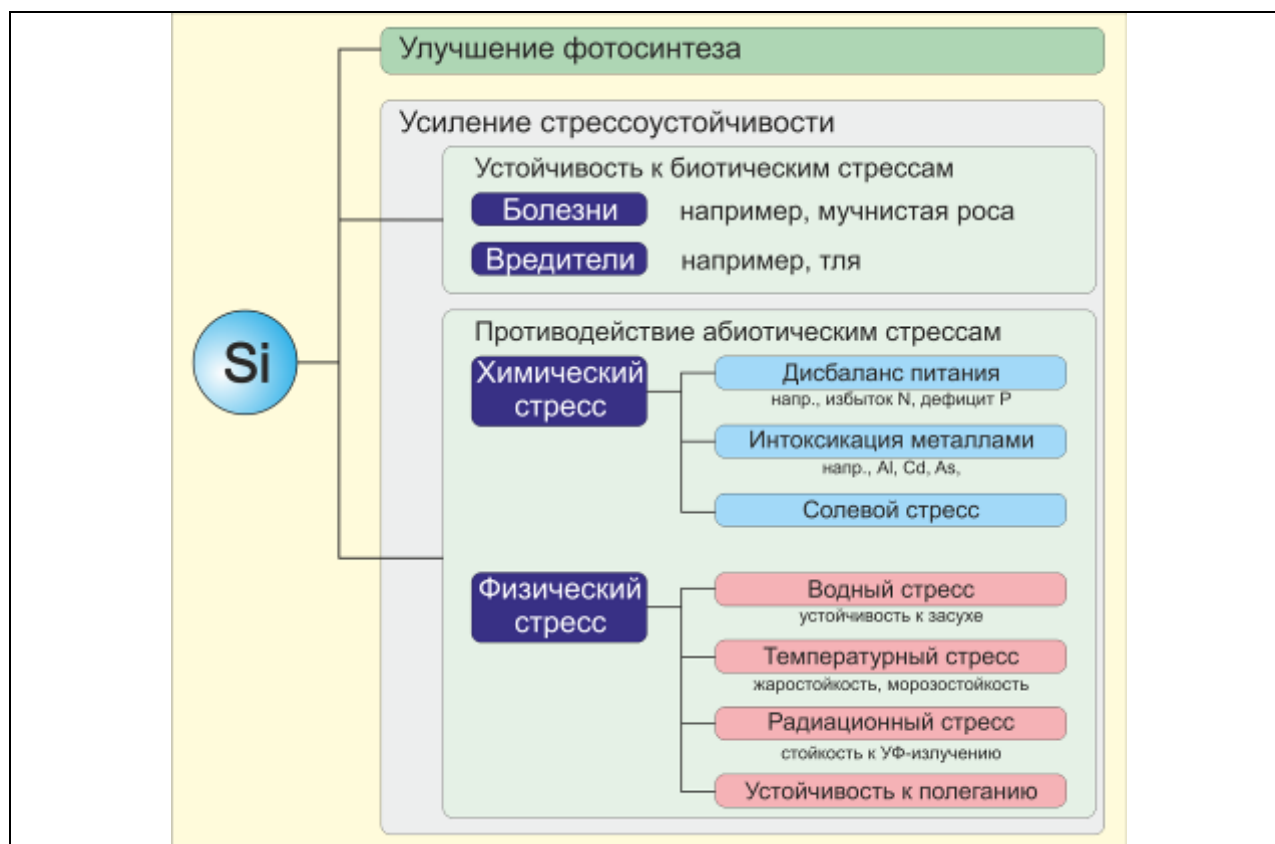 Улучшение фотосинтеза
Усиление стрессоустойчивости
Устойчивость к биотическим стрессам
Болезни например, мучнистая роса
Вредители например, тля
Si
Противодействие абиотическим стрессам
Химический
стресс
Дисбаланс питания
напр., избыток N, дефицит P
Интоксикация металлами
напр., Al, Cd, As,
Солевой стресс
Физический
стресс
Водный стресс
устойчивость к засухе
Температурный стресс
жаростойкость, морозостойкость
Радиационный стресс
стойкость к УФ-излучению
Устойчивость к полеганию